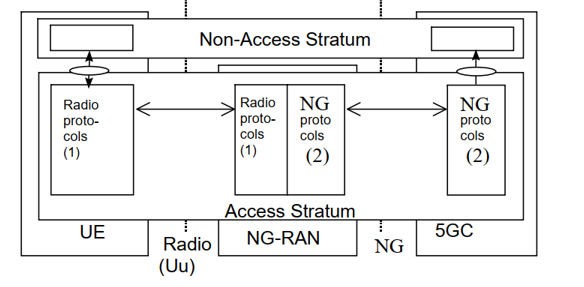 Non-Access Stratum
Radio
proto-
cols
(1)
Radio
proto-
cols
(1)
NG
proto
cols
(2)
NG
proto
cols
(2)
Access Stratum
UE
Radio
(Uu)
NG-RAN
NG
5GC